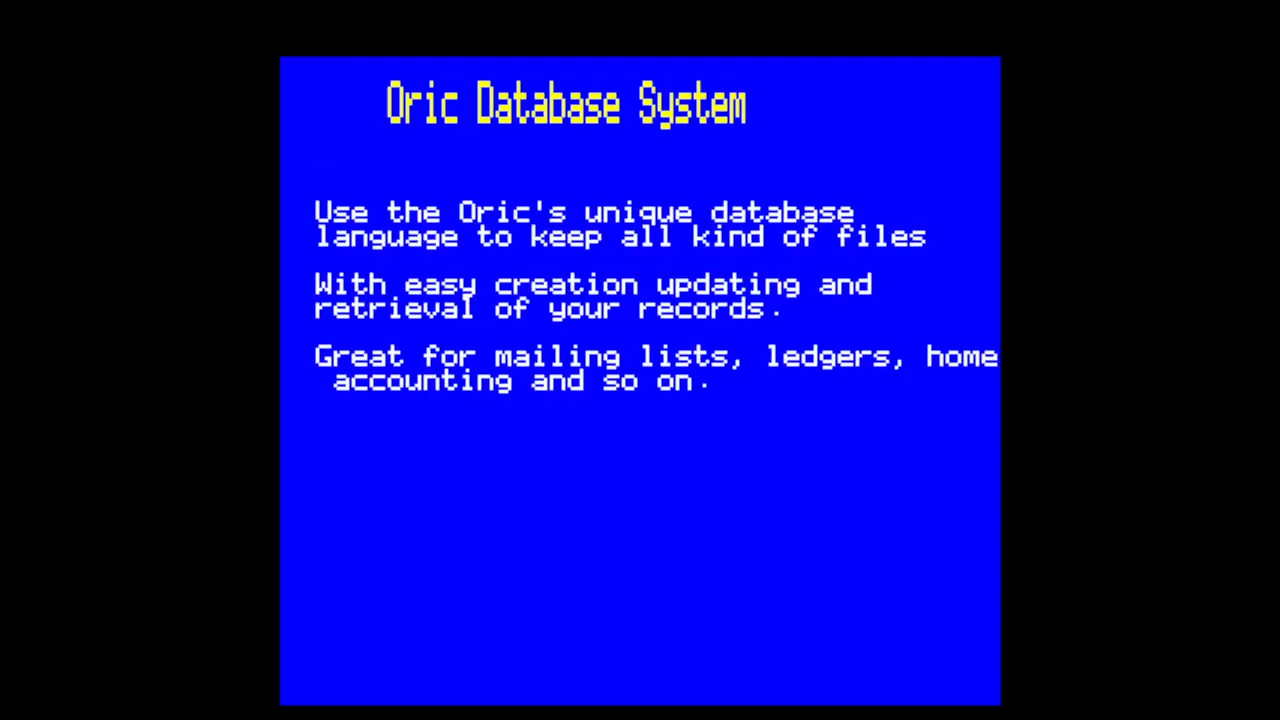 Oric Database System
Use the Oric's unique database
language to keep all kind of files
With easy creation updating and
retrieval of your records.
Great for mailing lists, ledgers, home
accounting and so on.